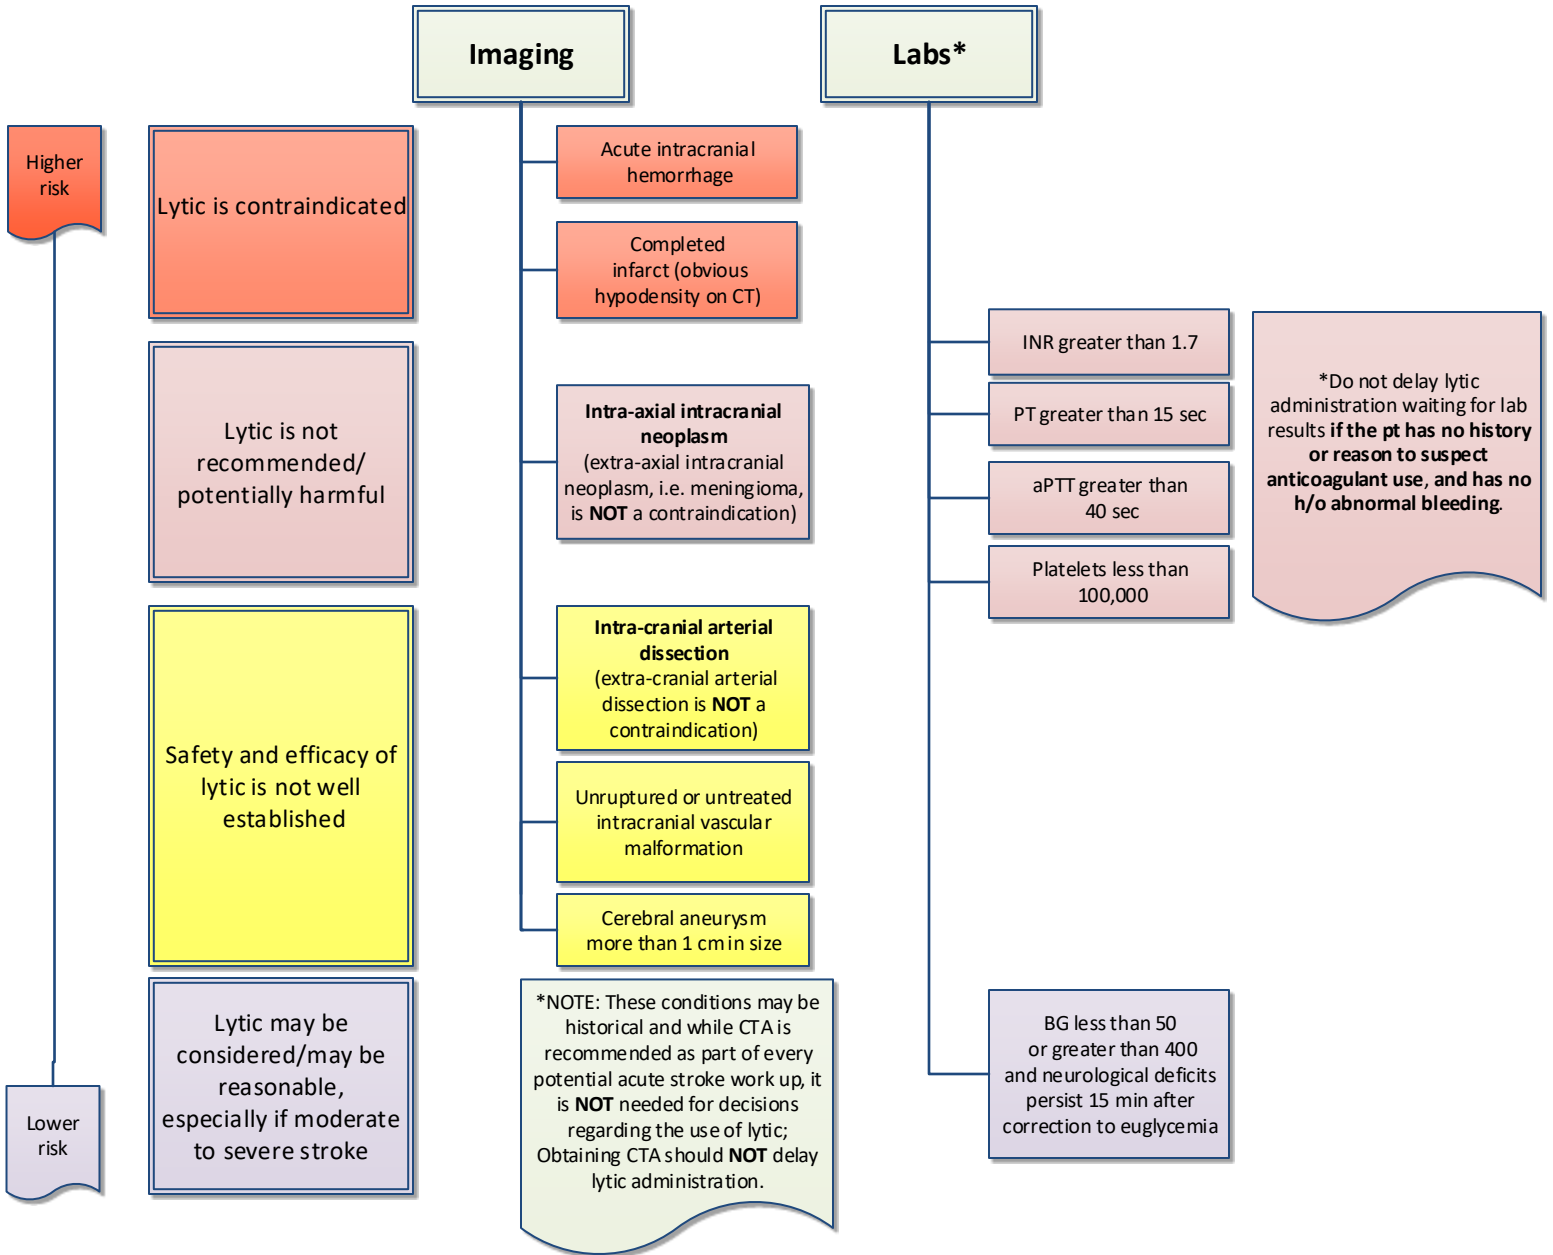 Imaging
Labs*
Higher
risk
Lytic is contraindicated
Acute intracranial
hemorrhage
Completed
infarct (obvious
hypodensity on CT)
Lytic is not
recommended/
potentially harmful
Intra-axial intracranial
neoplasm
(extra-axial intracranial
neoplasm, i.e. meningioma,
is NOT a contraindication)
INR greater than 1.7
PT greater than 15 sec
aPTT greater than
40 sec
Platelets less than
100,000
*Do not delay lytic
administration waiting for lab
results if the pt has no history
or reason to suspect
anticoagulant use, and has no
h/o abnormal bleeding.
Safety and efficacy of
lytic is not well
established
Intra-cranial arterial
dissection
(extra-cranial arterial
dissection is NOT a
contraindication)
Unruptured or untreated
intracranial vascular
malformation
Cerebral aneurysm
more than 1 cm in size
Lytic may be
considered/may be
reasonable,
especially if moderate
to severe stroke
*NOTE: These conditions may be
historical and while CTA is
recommended as part of every
potential acute stroke work up, it
is NOT needed for decisions
regarding the use of lytic;
Obtaining CTA should NOT delay
lytic administration.
BG less than 50
or greater than 400
and neurological deficits
persist 15 min after
correction to euglycemia
Lower
risk